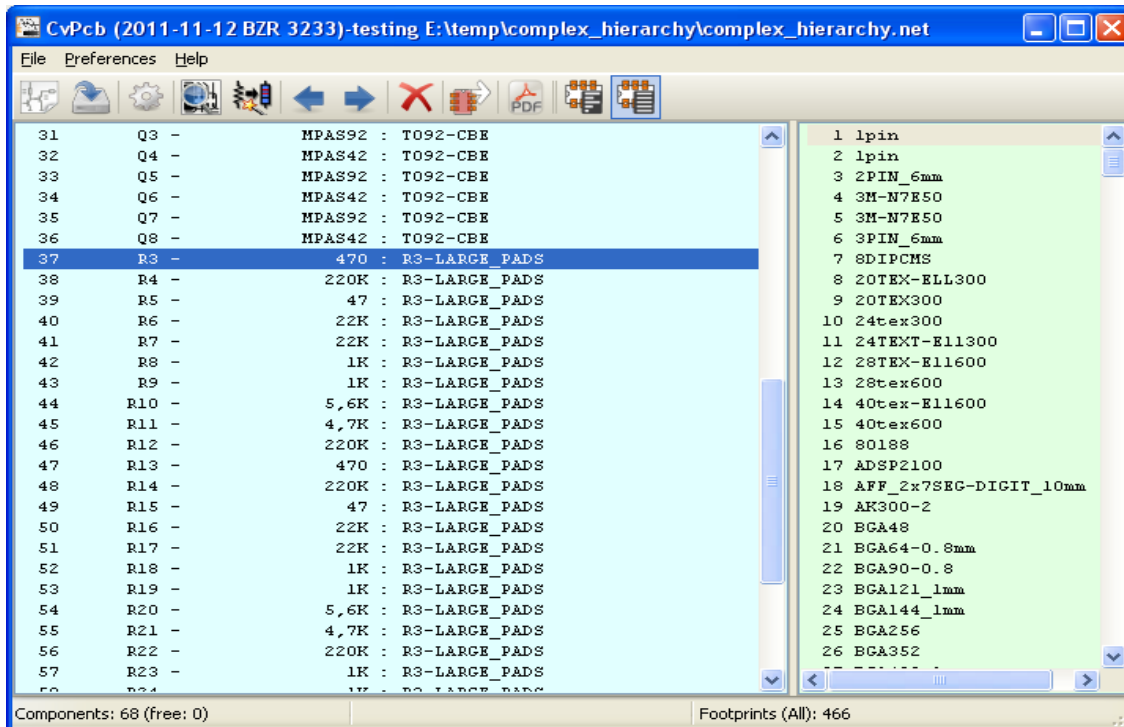 CvPcb (2011-11-12 BZR 3233)-testing E:\temp\complex_hierarchy\complex_hierarchy.net
File Preferences Help
PDF
31 Q3 - MPAS92 : TO92-CBE
32 Q4 - MPAS42 : TO92-CBE
33 Q5 - MPAS92 : TO92-CBE
34 Q6 - MPAS42 : TO92-CBE
35 Q7 - MPAS92 : TO92-CBE
36 Q8 - MPAS42 : TO92-CBE
37 R3 - 470 : R3-LARGE_PADS
38 R4 - 220K : R3-LARGE_PADS
39 R5 - 47 : R3-LARGE_PADS
40 R6 - 22K : R3-LARGE_PADS
41 R7 - 22K : R3-LARGE_PADS
42 R8 - 1K : R3-LARGE_PADS
43 R9 - 1K : R3-LARGE_PADS
44 R10 - 5,6K : R3-LARGE_PADS
45 R11 - 4,7K : R3-LARGE_PADS
46 R12 - 220K : R3-LARGE_PADS
47 R13 - 470 : R3-LARGE_PADS
48 R14 - 220K : R3-LARGE_PADS
49 R15 - 47 : R3-LARGE_PADS
50 R16 - 22K : R3-LARGE_PADS
51 R17 - 22K : R3-LARGE_PADS
52 R18 - 1K : R3-LARGE_PADS
53 R19 - 1K : R3-LARGE_PADS
54 R20 - 5,6K : R3-LARGE_PADS
55 R21 - 4,7K : R3-LARGE_PADS
56 R22 - 220K : R3-LARGE_PADS
57 R23 - 1K : R3-LARGE_PADS
1 1pin
2 1pin
3 2PIN_6mm
4 3M-N7E50
5 3M-N7E50
6 3PIN_6mm
7 8DIPCMS
8 20TEX-ELL300
9 20TEX300
10 24tex300
11 24TEXT-Ell300
12 28TEX-Ell600
13 28tex600
14 40tex-Ell600
15 40tex600
16 80188
17 ADSP2100
18 AFF_2x7SEG-DIGIT_10mm
19 AK300-2
20 BGA48
21 BGA64-0.8mm
22 BGA90-0.8
23 BGA121_1mm
24 BGA144_1mm
25 BGA256
26 BGA352
Components: 68 (free: 0)
Footprints (All): 466